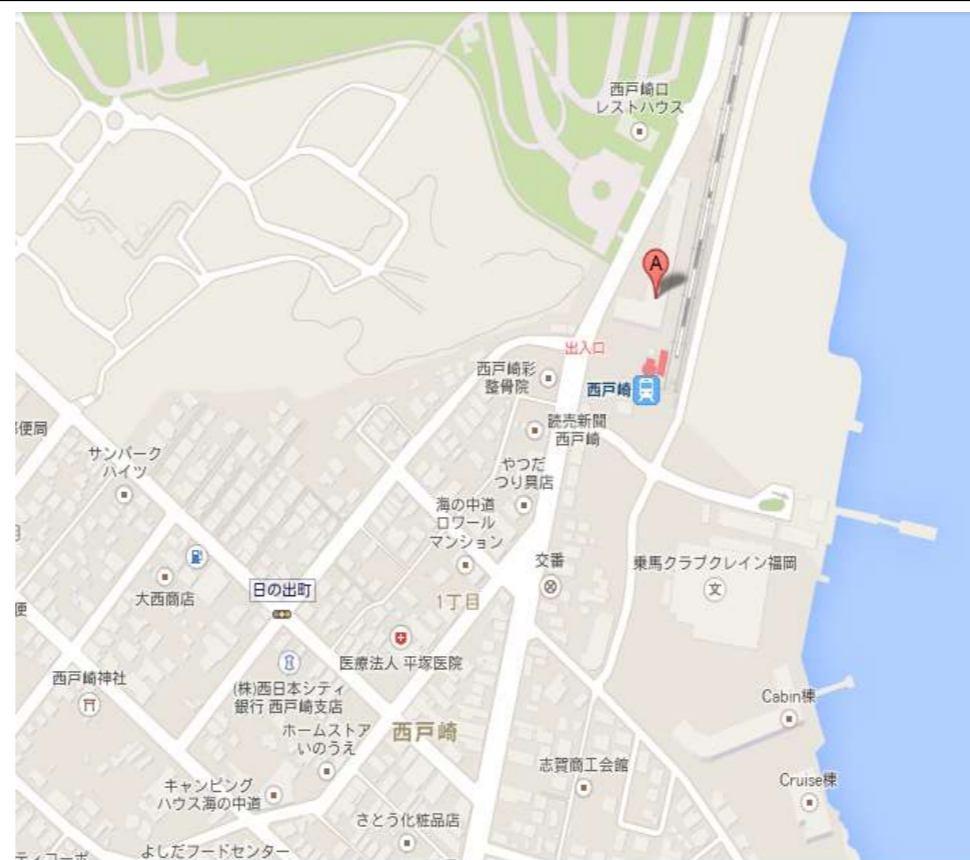 西戸崎口
レストハウス
A
出入口
西戸崎彩
整骨院
西戸崎
読売新聞
西戸崎
便局
サンパーク
ハイツ
やつだ
つり具店
海の中道
ロワール
マンション
交番
乗馬クラブクレイン福岡
文
大西商店
日の出町
1丁目
便
医療法人 平塚医院
西戸崎神社
(株)西日本シティ
銀行 西戸崎支店
Cabin棟
ホームストア
いのうえ
西戸崎
志賀商工会館
Cruise棟
キャンピング
ハウス海の中道
さとう化粧品店
よしだフードセンター